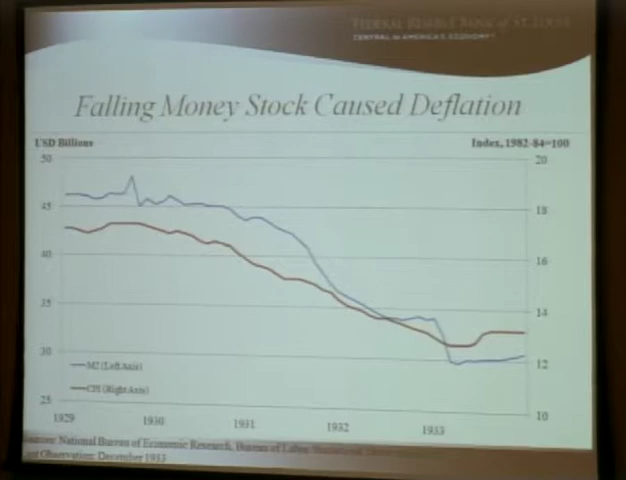 FEDERAL RESERVE BANK of ST. LOUIS
CENTRAL to AMERICA'S ECONOMY
Falling Money Stock Caused Deflation
USD Billions
Index, 1982-84=100
50
45
40
35
30
25
20
18
16
14
12
10
M2 (Left Axis)
CPI (Right Axis)
1929 1930 1931 1932 1933
National Bureau of Economic Research, Bureau of Labor
Observation: December 1933